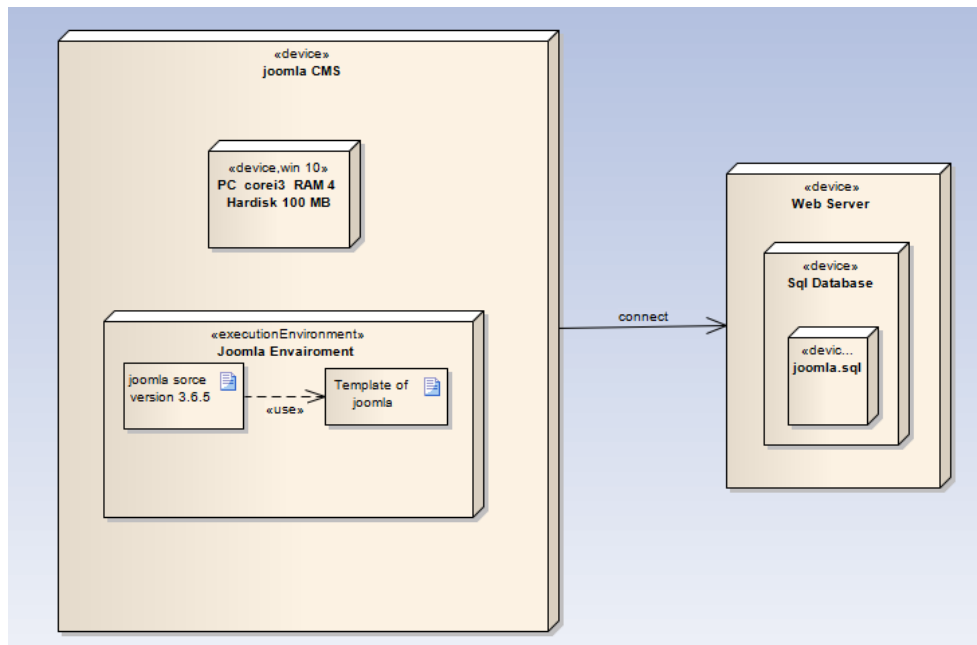 «device»
joomla CMS
«device,win 10»
PC corei3 RAM 4
Hardisk 100 MB
«executionEnvironment»
Joomla Envairoment
joomla sorce
version 3.6.5
«use»
Template of
joomla
connect
«device»
Web Server
«device»
Sql Database
«devic...
joomla.sql